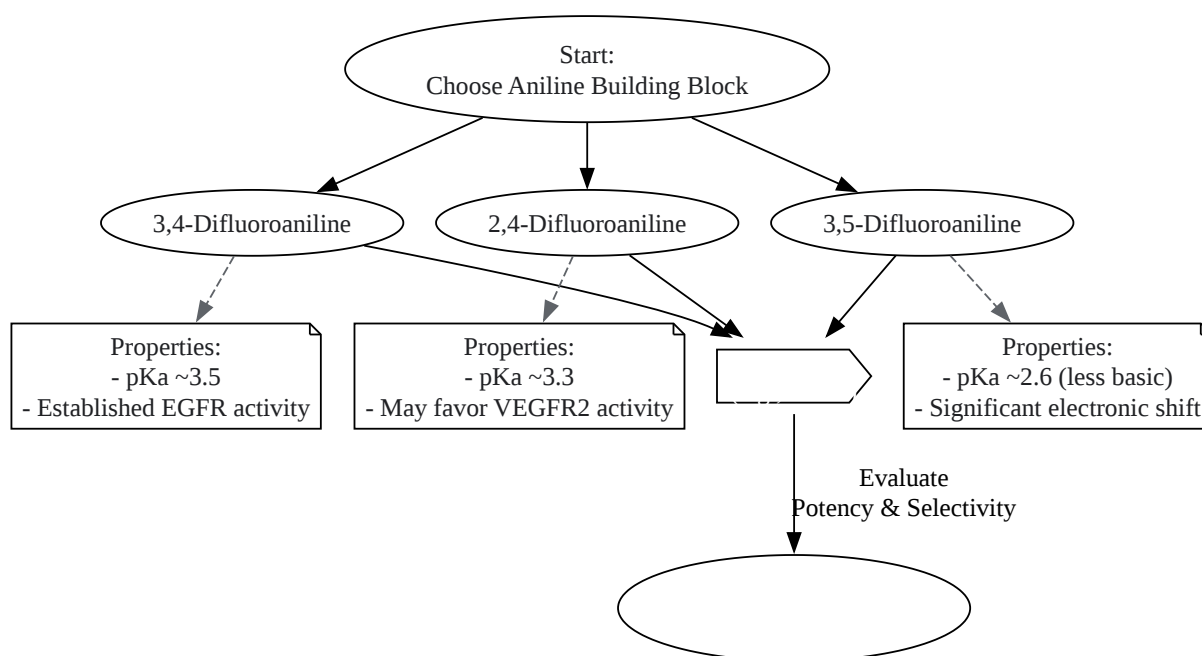 Start:
Choose Aniline Building Block
3,4-Difluoroaniline
2,4-Difluoroaniline
3,5-Difluoroaniline
Properties:
- pKa ~3.5
- Established EGFR activity
Properties:
- pKa ~3.3
- May favor VEGFR2 activity
Properties:
- pKa ~2.6 (less basic)
- Significant electronic shift
Evaluate
Potency & Selectivity